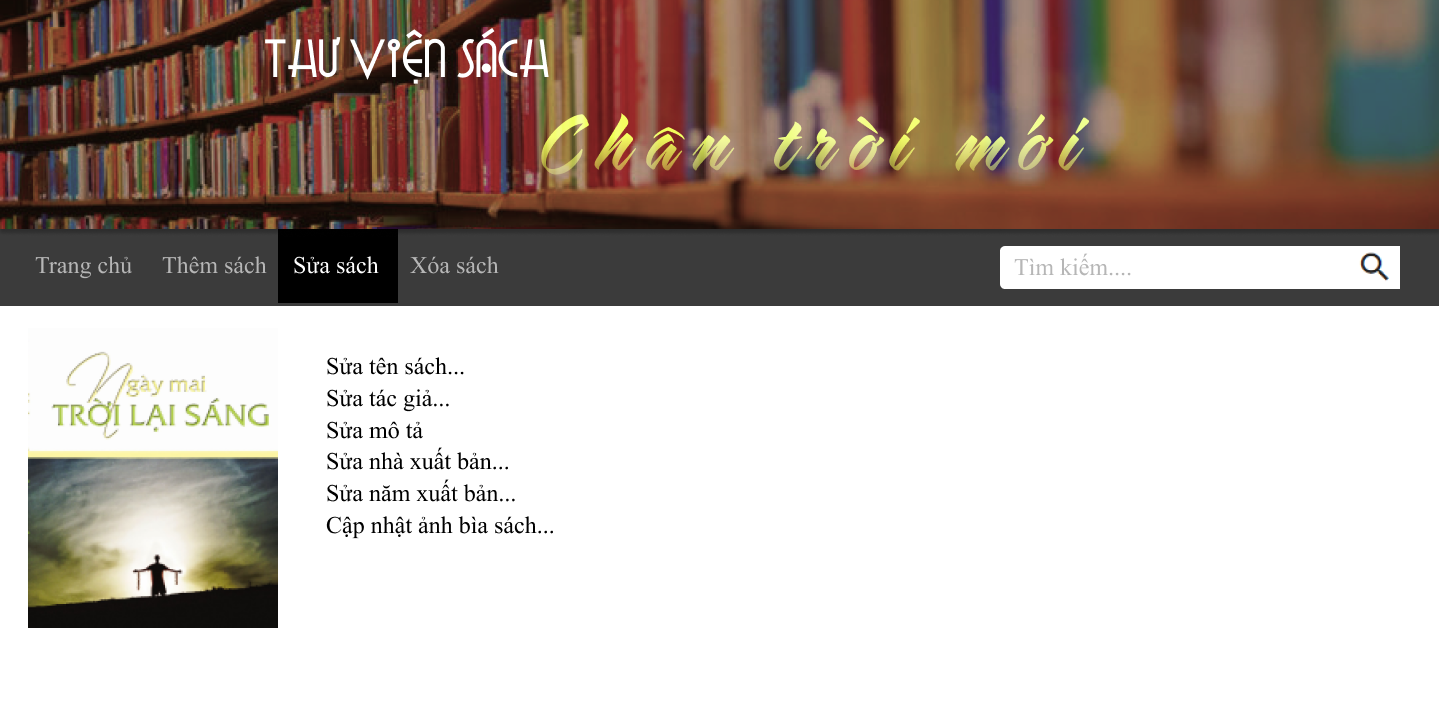 THƯ VIỆN SÁCH
Chân trời mới
Trang chủ Thêm sách Sửa sách Xóa sách Tìm kiếm....
Ngày mai
TRỜI LẠI SÁNG
Sửa tên sách...
Sửa tác giả...
Sửa mô tả
Sửa nhà xuất bản...
Sửa năm xuất bản...
Cập nhật ảnh bìa sách...